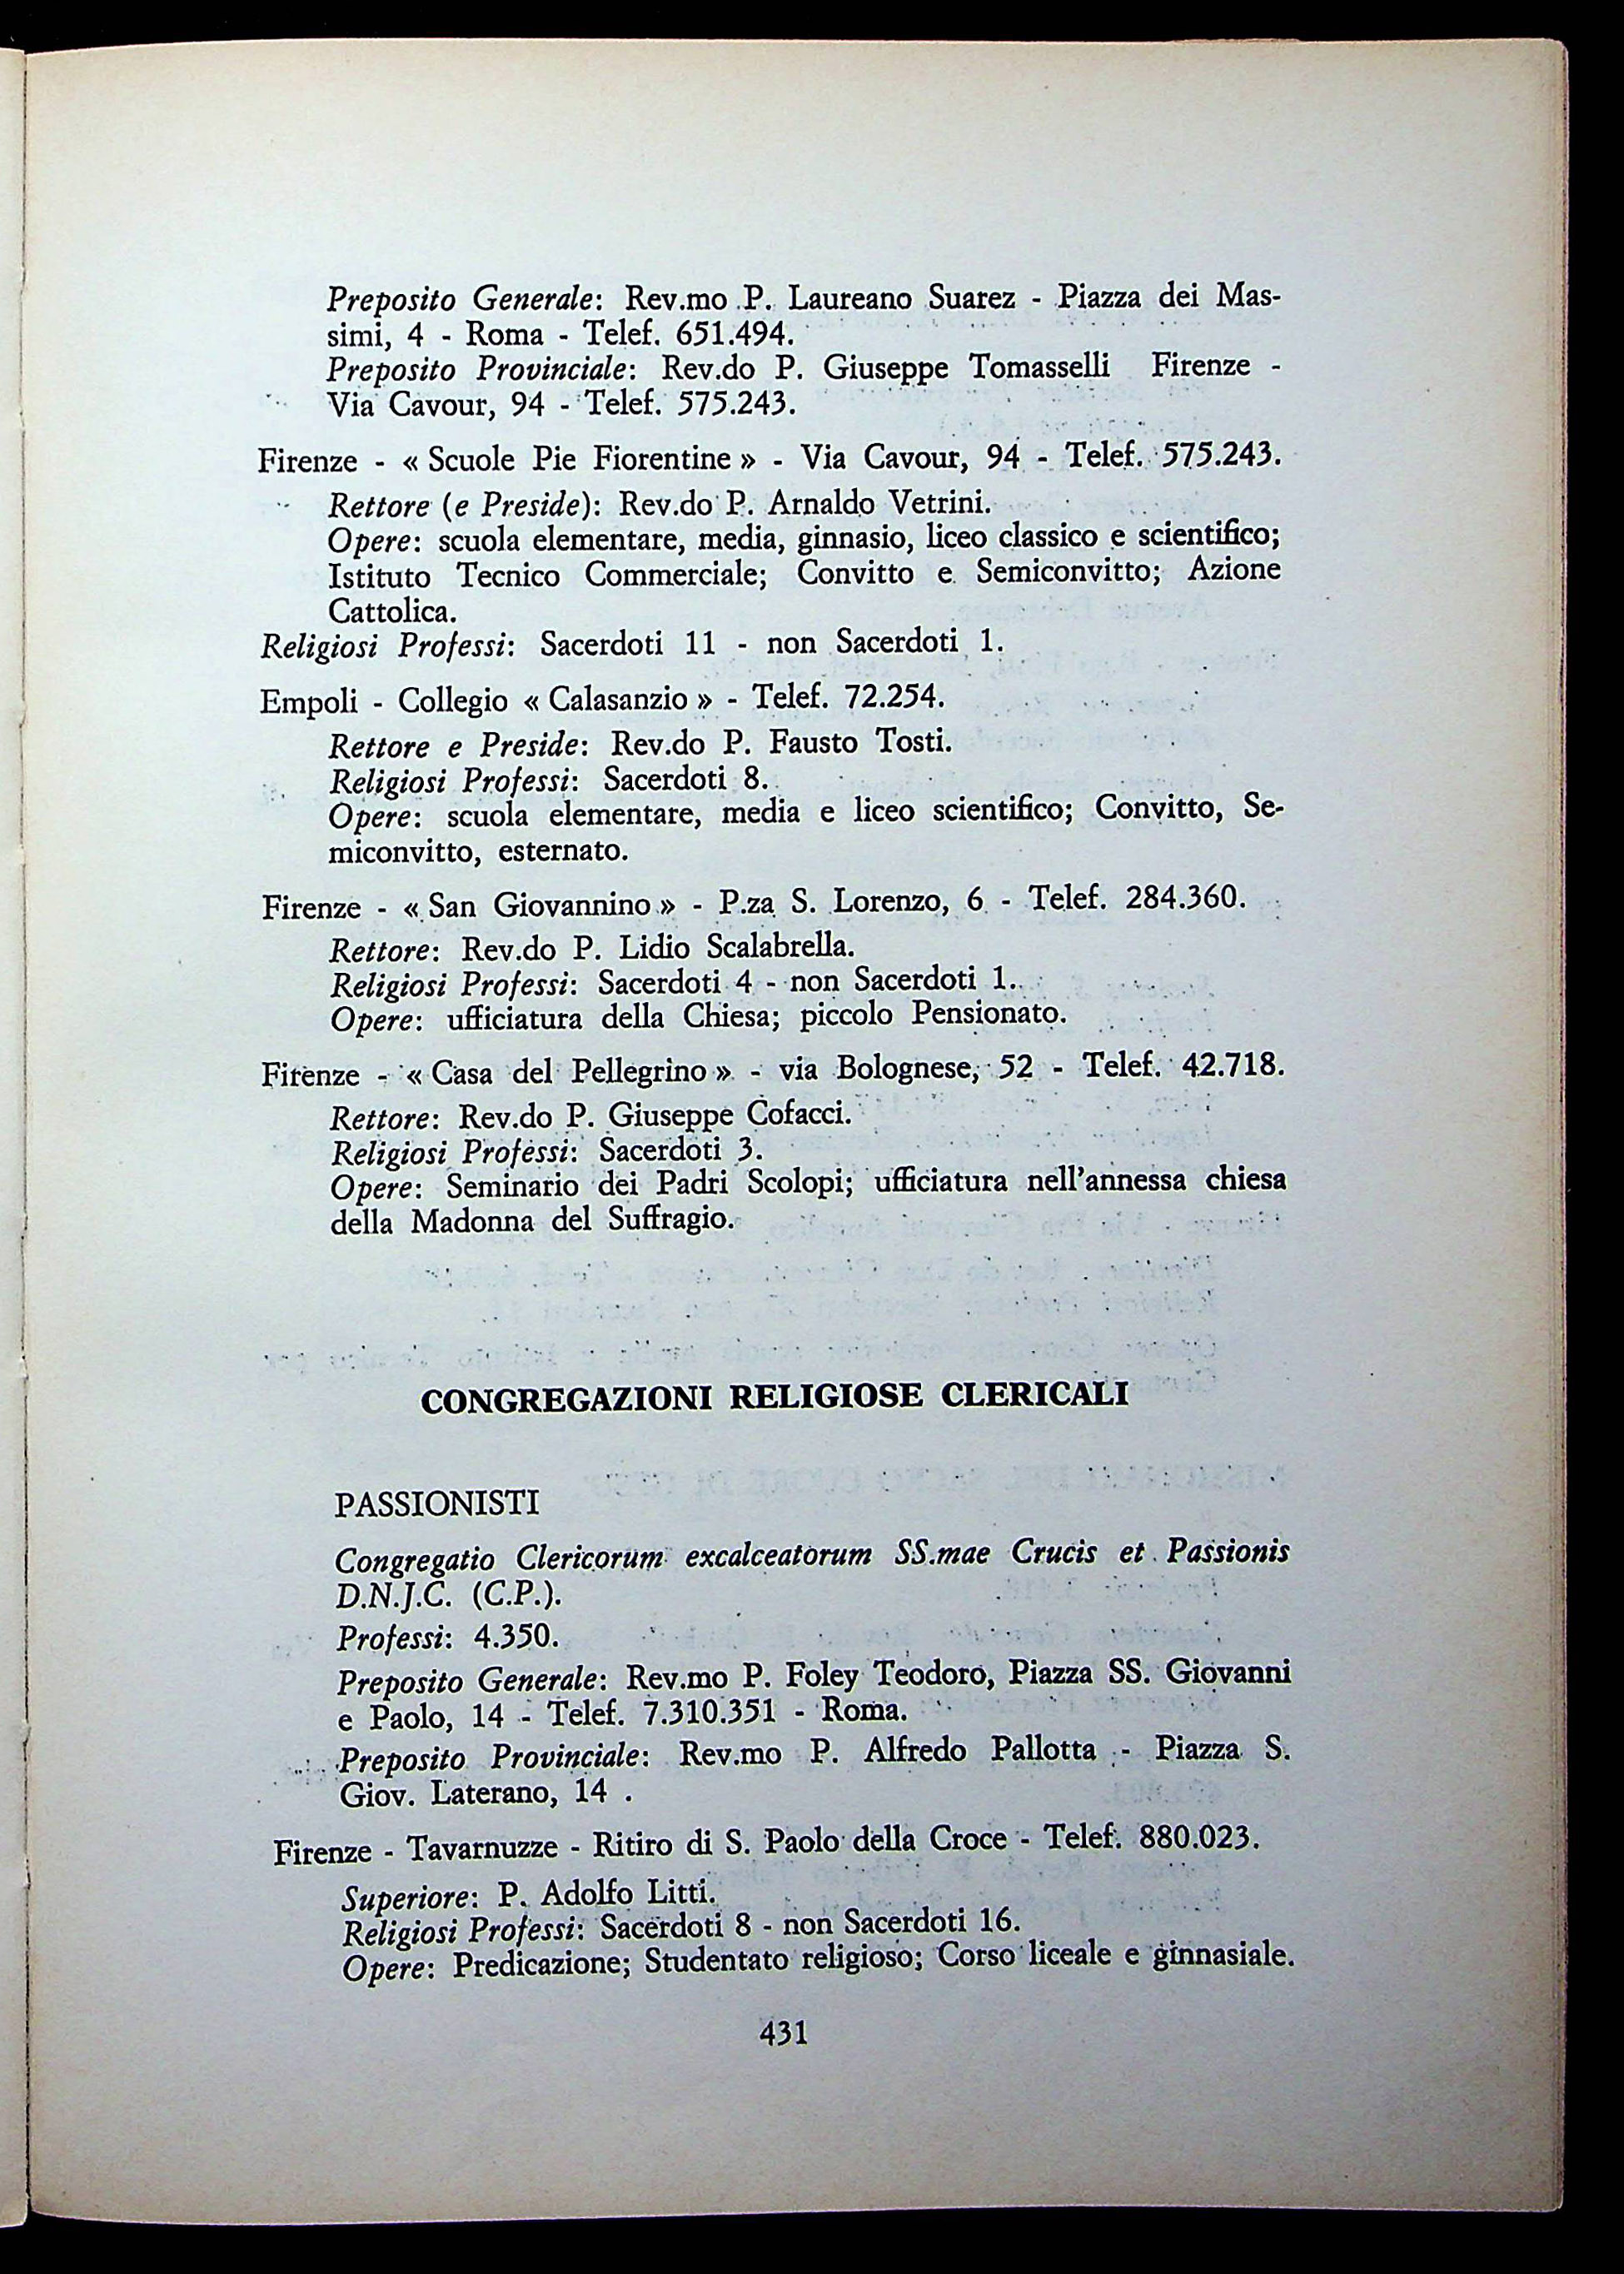 Preposito Generale: Rev.mo P. Laureano Suarez - Piazza dei Mas-
simi, 4 - Roma - Telef. 651.494.
Preposito Provinciale: Rev.do P. Giuseppe Tomasselli Firenze -
Via Cavour, 94 - Telef. 575.243.
Firenze - « Scuole Pie Fiorentine » - Via Cavour, 94 - Telef. 575.243.
Rettore (e Preside): Rev.do P. Arnaldo Vetrini.
Opere: scuola elementare, media, ginnasio, liceo classico e scientifico;
Istituto Tecnico Commerciale; Convitto e Semiconvitto; Azione
Cattolica.
Religiosi Professi: Sacerdoti 11 - non Sacerdoti 1.
Empoli - Collegio « Calasanzio » - Telef. 72.254.
Rettore e Preside: Rev.do P. Fausto Tosti.
Religiosi Professi: Sacerdoti 8.
Opere: scuola elementare, media e liceo scientifico; Convitto, Se-
miconvitto, esternato.
Firenze - « San Giovannino » - P.za S. Lorenzo, 6 - Telef. 284.360.
Rettore: Rev.do P. Lidio Scalabrella.
Religiosi Professi: Sacerdoti 4 - non Sacerdoti 1.
Opere: ufficiatura della Chiesa; piccolo Pensionato.
Firenze - « Casa del Pellegrino » - via Bolognese, 52 - Telef. 42.718.
Rettore: Rev.do P. Giuseppe Cofacci.
Religiosi Professi: Sacerdoti 3.
Opere: Seminario dei Padri Scolopi; ufficiatura nell'annessa chiesa
della Madonna del Suffragio.
CONGREGAZIONI RELIGIOSE CLERICALI
PASSIONISTI
Congregatio Clericorum excalceatorum SS.mae Crucis et Passionis
D.N.J.C. (C.P.).
Professi: 4.350.
Preposito Generale: Rev.mo P. Foley Teodoro, Piazza SS. Giovanni
e Paolo, 14 - Telef. 7.310.351 - Roma.
Preposito Provinciale: Rev.mo P. Alfredo Pallotta - Piazza S.
Giov. Laterano, 14 .
Firenze - Tavarnuzze - Ritiro di S. Paolo della Croce - Telef. 880.023.
Superiore: P. Adolfo Litti.
Religiosi Professi: Sacerdoti 8 - non Sacerdoti 16.
Opere: Predicazione; Studentato religioso; Corso liceale e ginnasiale.
431